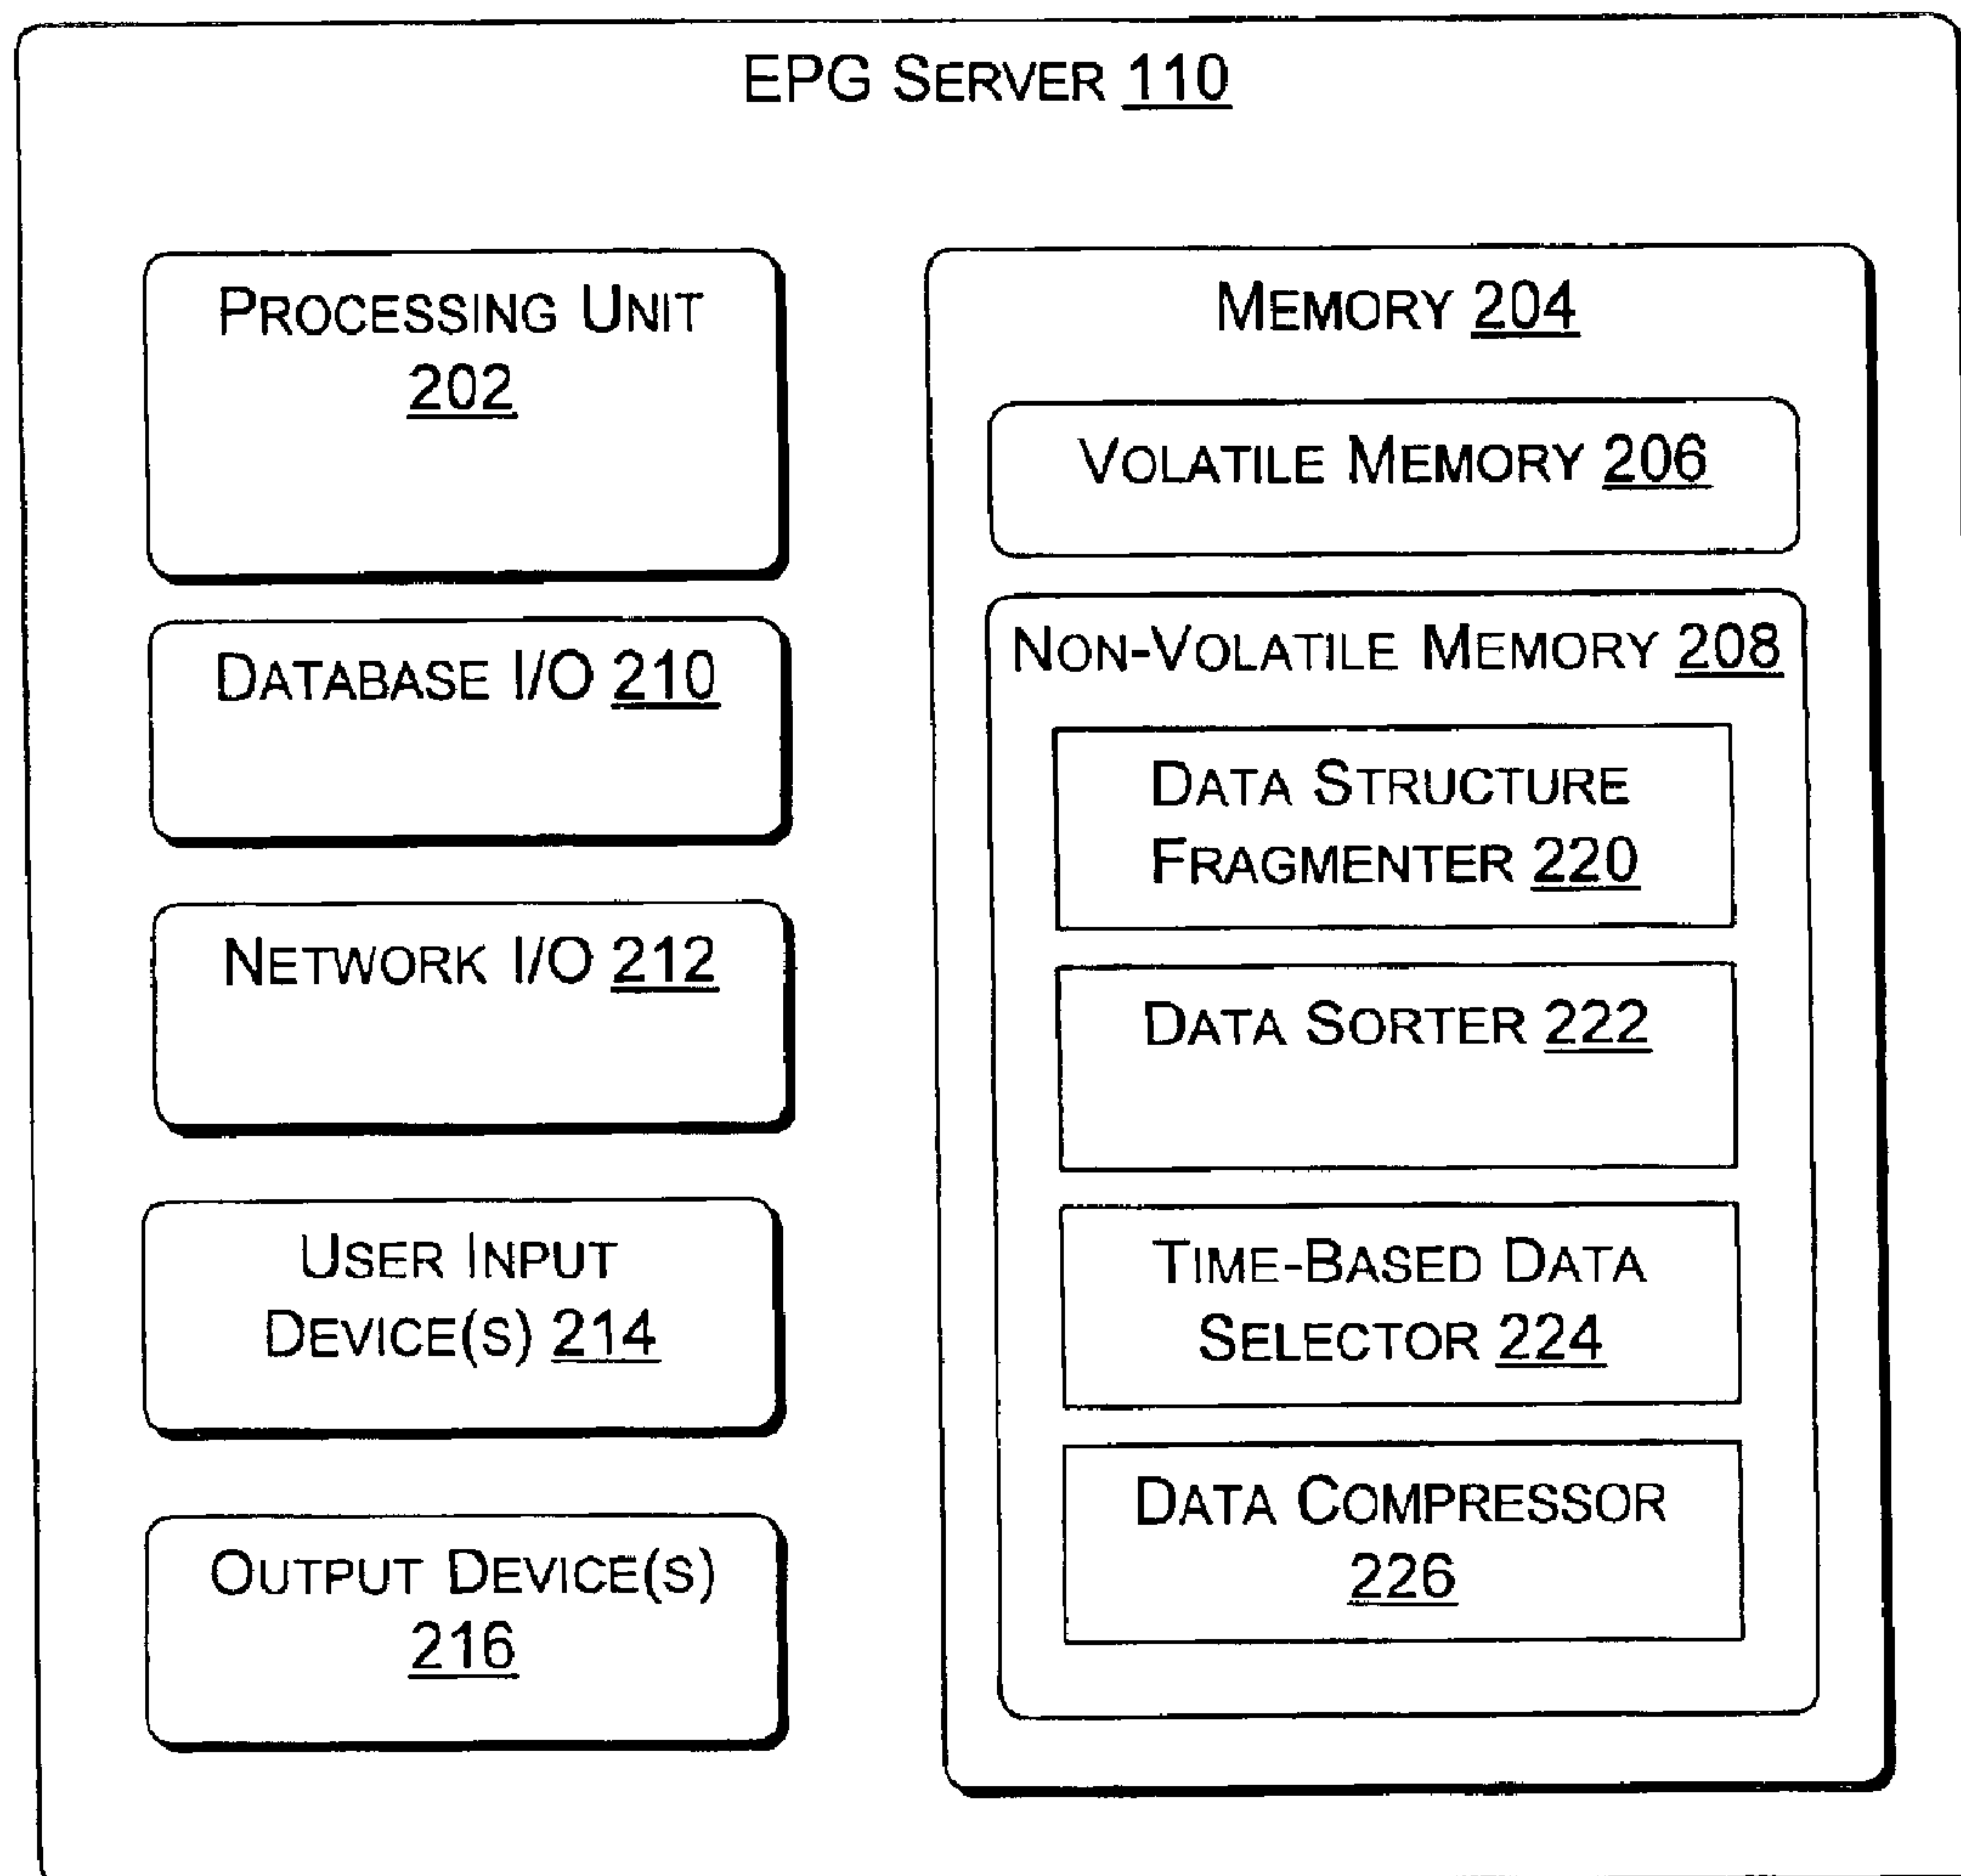 EPG SERVER 110
PROCESSING UNIT
202
DATABASE I/O 210
NETWORK I/O 212
USER INPUT
DEVICE(S) 214
OUTPUT DEVICE(S)
216
MEMORY 204
VOLATILE MEMORY 206
NON-VOLATILE MEMORY 208
DATA STRUCTURE
FRAGMENTER 220
DATA SORTER 222
TIME-BASED DATA
SELECTOR 224
DATA COMPRESSOR
226